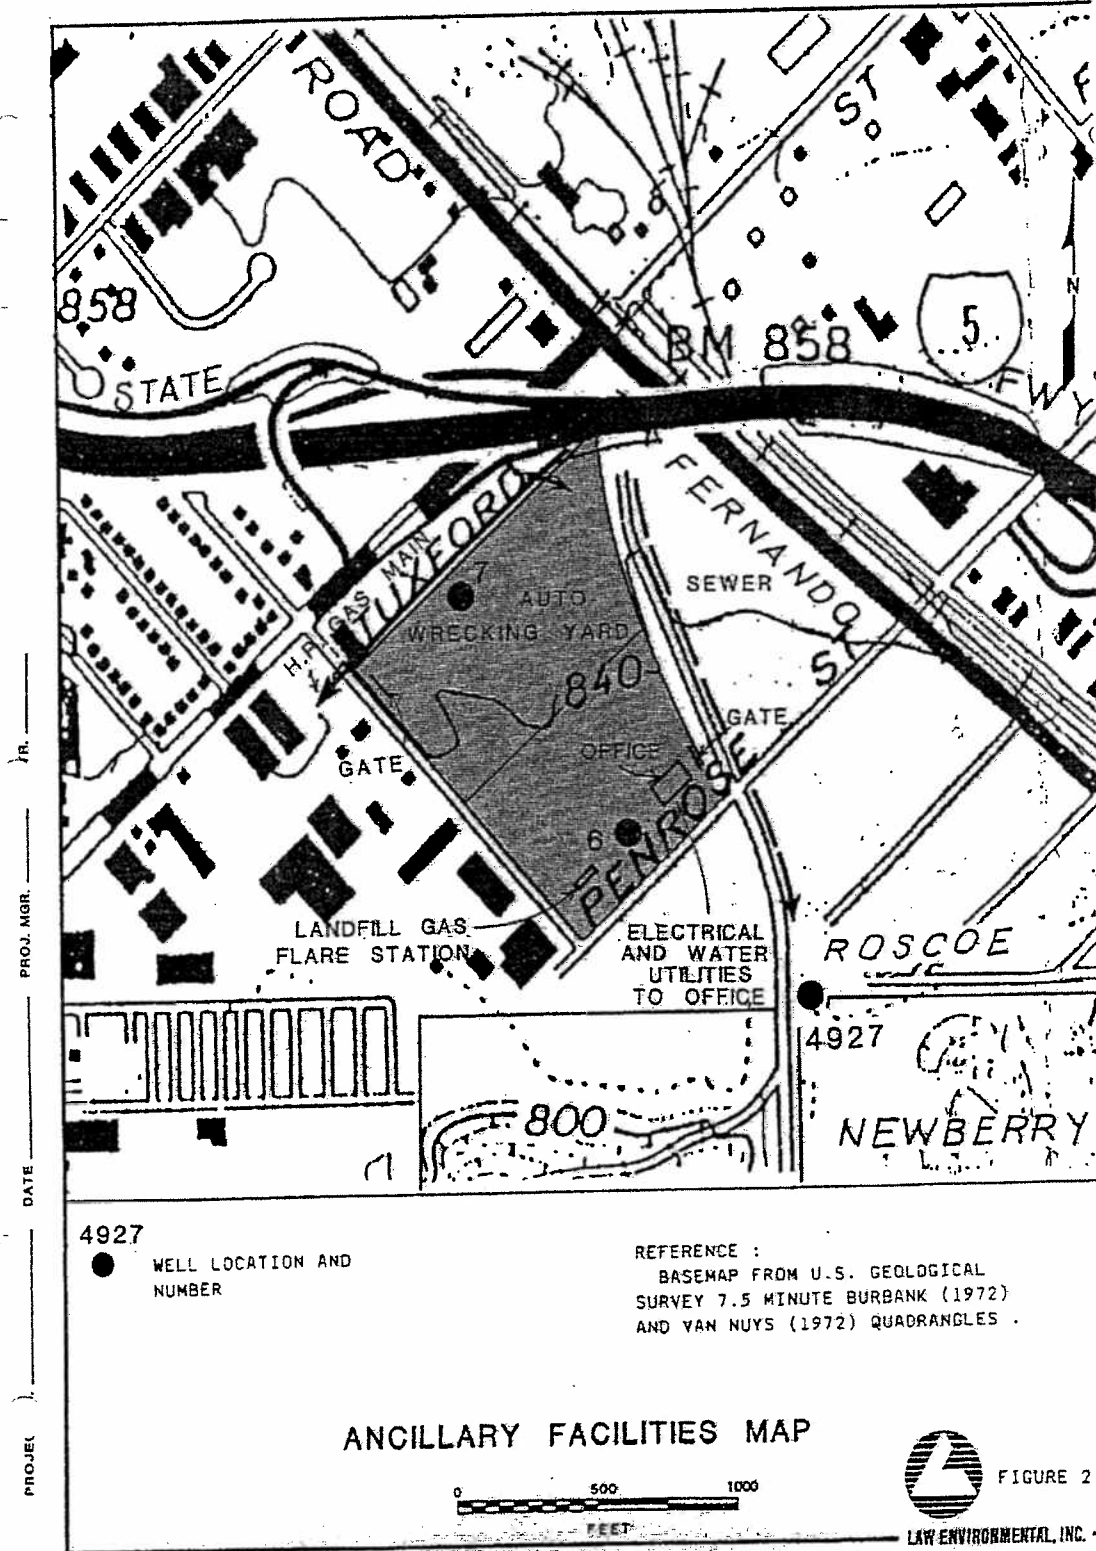 ROAD
ST
858
STATE
BM 858
5
FWY
N
TUXFORD
H.P. GAS MAIN
7
AUTO
WRECKING YARD
FERNANDO
SEWER
ST
840
GATE
OFFICE
GATE
6
PENROSE
LANDFILL GAS
FLARE STATION
ELECTRICAL
AND WATER
UTILITIES
TO OFFICE
ROSCOE
4927
800
NEWBERRY
4927
WELL LOCATION AND
NUMBER
REFERENCE :
BASEMAP FROM U.S. GEOLOGICAL
SURVEY 7.5 MINUTE BURBANK (1972)
AND VAN NUYS (1972) QUADRANGLES .
ANCILLARY FACILITIES MAP
0 500 1000
FEET
FIGURE 2
LAW ENVIRONMENTAL, INC.
PROJ. MGR.
DATE